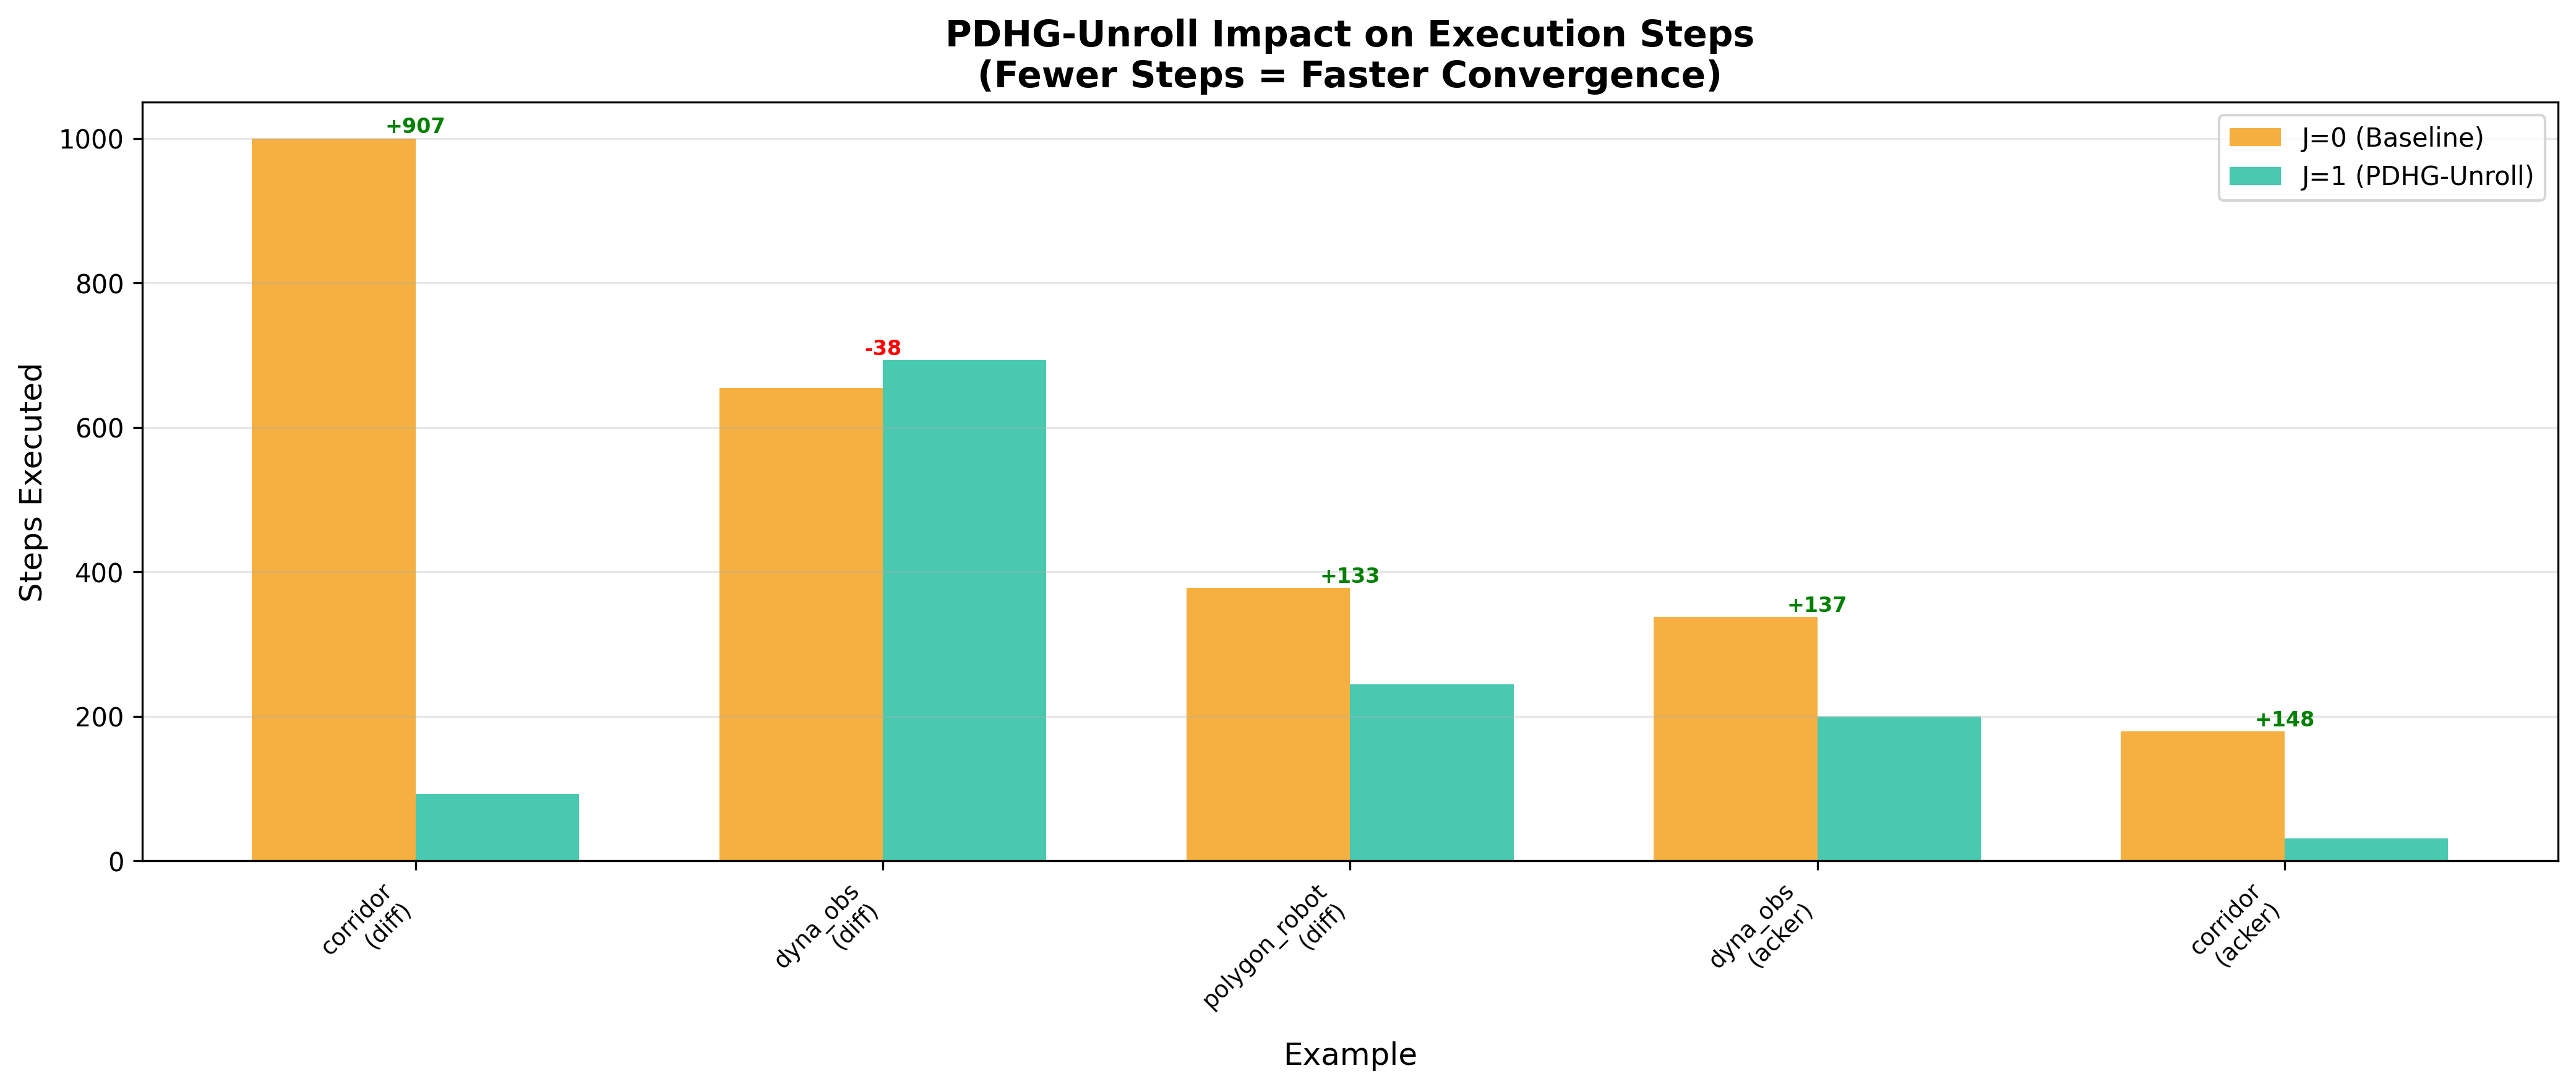 PDHG-Unroll Impact on Execution Steps
(Fewer Steps = Faster Convergence)
J=0 (Baseline)
J=1 (PDHG-Unroll)
Steps Executed
1000
800
600
400
200
0
+907
-38
+133
+137
+148
corridor
(diff)
dyna_obs
(diff)
polygon_robot
(diff)
dyna_obs
(acker)
corridor
(acker)
Example